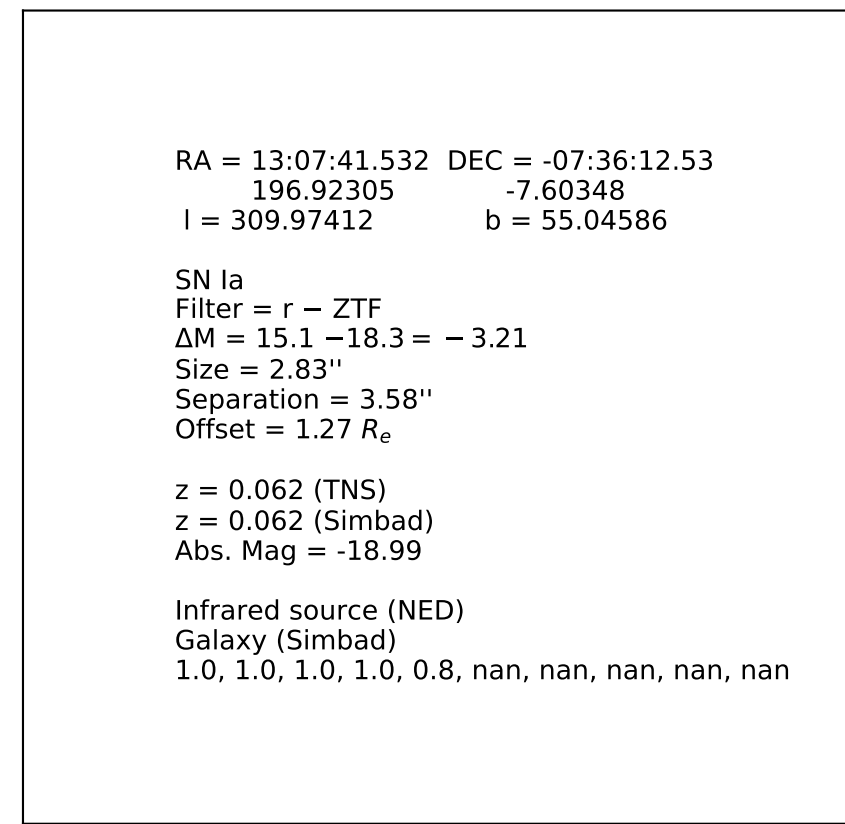 RA = 13:07:41.532 DEC = -07:36:12.53
196.92305 -7.60348
l = 309.97412 b = 55.04586
SN Ia
Filter = r − ZTF
ΔM = 15.1 −18.3 = − 3.21
Size = 2.83''
Separation = 3.58''
Offset = 1.27 Rₑ
z = 0.062 (TNS)
z = 0.062 (Simbad)
Abs. Mag = -18.99
Infrared source (NED)
Galaxy (Simbad)
1.0, 1.0, 1.0, 1.0, 0.8, nan, nan, nan, nan, nan